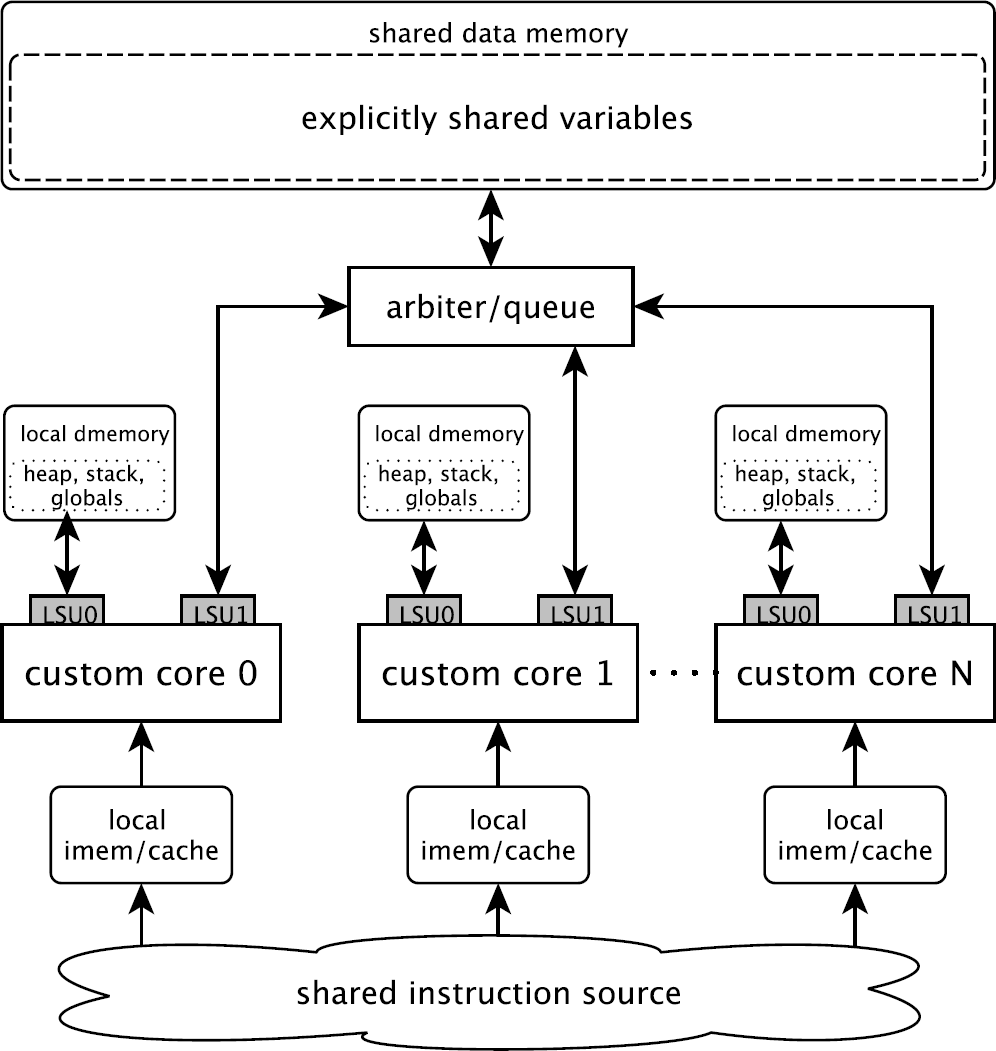 shared data memory
explicitly shared variables
arbiter/queue
local dmemory
heap, stack,
globals
local dmemory
heap, stack,
globals
local dmemory
heap, stack,
globals
LSU0
LSU1
LSU0
LSU1
LSU0
LSU1
custom core 0
custom core 1
custom core N
local
imem/cache
local
imem/cache
local
imem/cache
shared instruction source